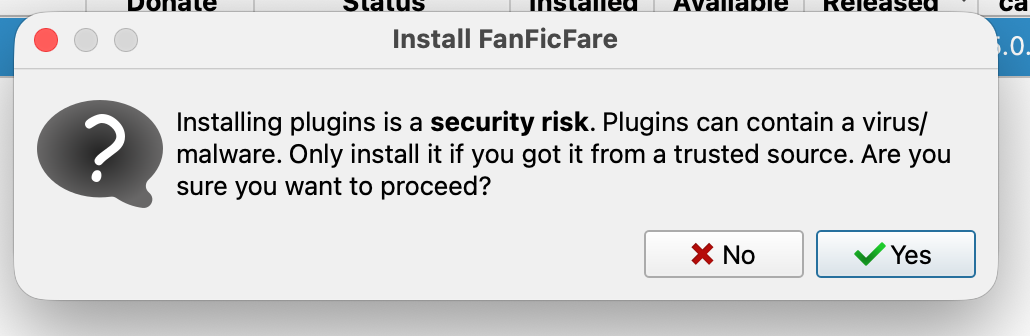 Donate Status Installed Available Released
Install FanFicFare
Installing plugins is a security risk. Plugins can contain a virus/
malware. Only install it if you got it from a trusted source. Are you
sure you want to proceed?
No Yes